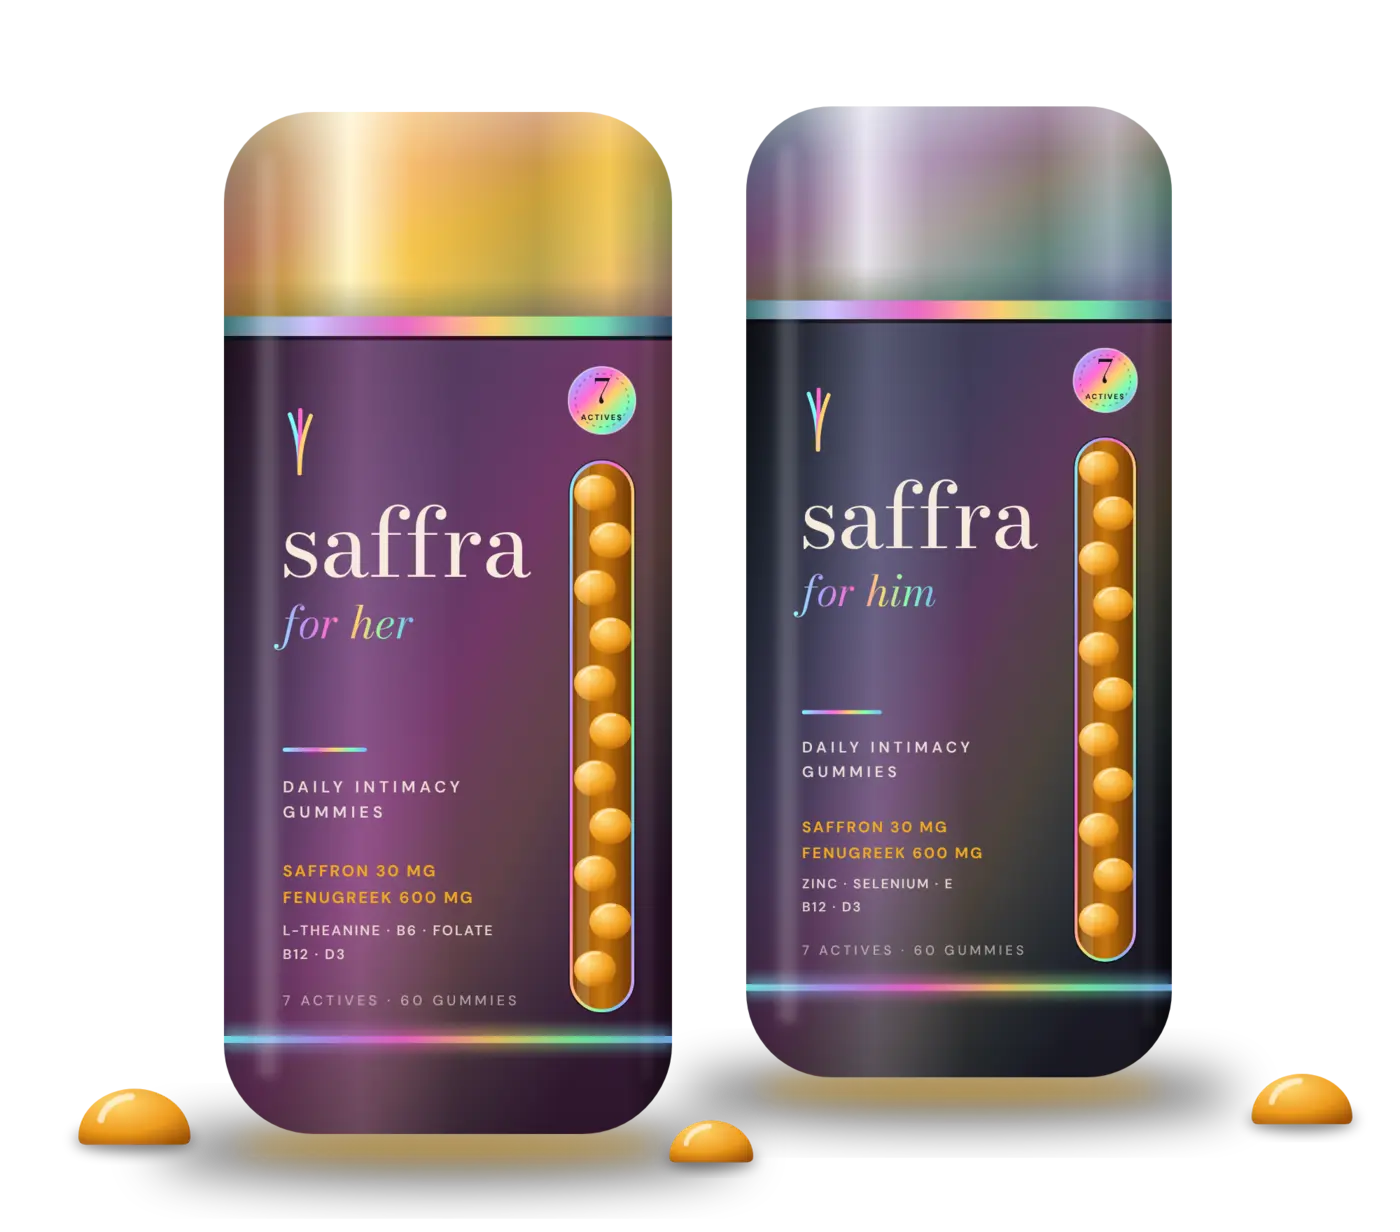 7
ACTIVES
saffra
for her
DAILY INTIMACY
GUMMIES
SAFFRON 30 MG
FENUGREEK 600 MG
L-THEANINE · B6 · FOLATE
B12 · D3
7 ACTIVES · 60 GUMMIES
7
ACTIVES
saffra
for him
DAILY INTIMACY
GUMMIES
SAFFRON 30 MG
FENUGREEK 600 MG
ZINC · SELENIUM · E
B12 · D3
7 ACTIVES · 60 GUMMIES